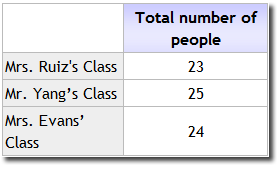 Total number of
people
Mrs. Ruiz's Class 23
Mr. Yang’s Class 25
Mrs. Evans’
Class 24